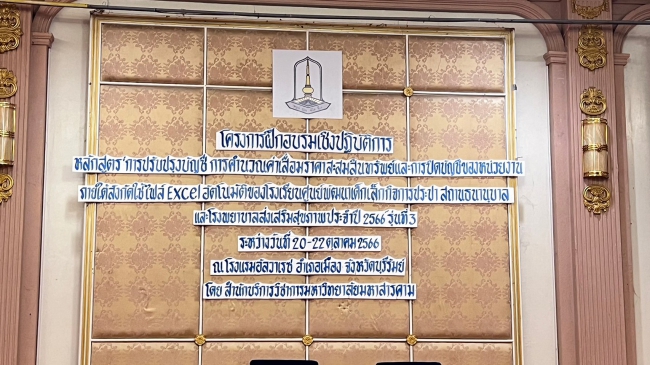 โครงการฝึกอบรมเชิงปฏิบัติการ
หลักสูตร "การปรับปรุงบัญชี การคำนวณค่าเสื่อมราคาสะสมสินทรัพย์และการปิดบัญชีของหน่วยงาน
ภายใต้สังกัดใช้ไฟล์ Excel อัตโนมัติของโรงเรียนศูนย์พัฒนาเด็กเล็กกิจการประปา สถานธนานุบาล
และโรงพยาบาลส่งเสริมสุขภาพ ประจำปี 2566 รุ่นที่ 3
ระหว่างวันที่ 20-22 ตุลาคม 2566
ณ โรงแรมอัลวาเรซ อำเภอเมือง จังหวัดบุรีรัมย์
โดย สำนักบริการวิชาการมหาวิทยาลัยมหาสารคาม